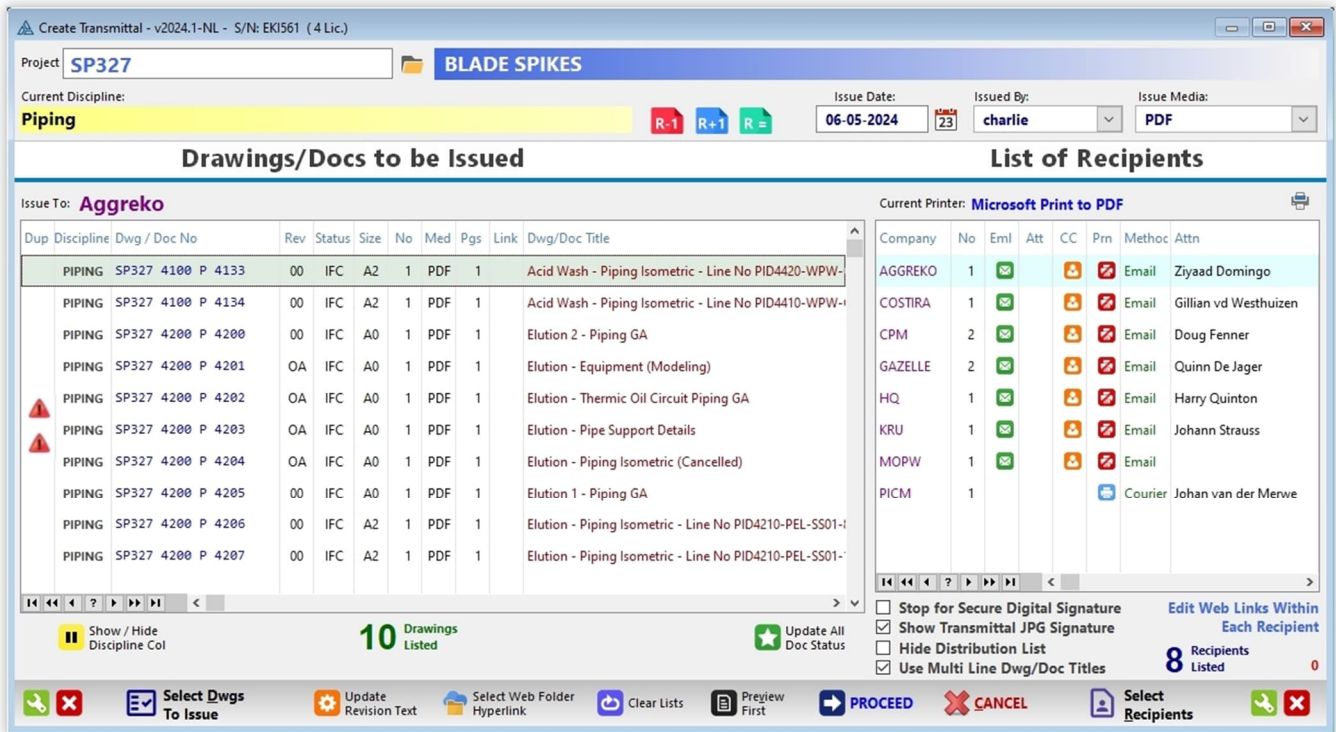 Create Transmittal - v2024.1-NL - S/N: EKI561 ( 4 Lic.)
Project SP327 BLADE SPIKES
Current Discipline: Issue Date: Issued By: Issue Media:
Piping R-1 R+1 R = 06-05-2024 23 charlie PDF
Drawings/Docs to be Issued List of Recipients
Issue To: Aggreko Current Printer: Microsoft Print to PDF
Dup Discipline Dwg / Doc No Rev Status Size No Med Pgs Link Dwg/Doc Title
PIPING SP327 4100 P 4133 00 IFC A2 1 PDF 1 Acid Wash - Piping Isometric - Line No PID4420-WPW-
PIPING SP327 4100 P 4134 00 IFC A2 1 PDF 1 Acid Wash - Piping Isometric - Line No PID4410-WPW-
PIPING SP327 4200 P 4200 00 IFC A0 1 PDF 1 Elution 2 - Piping GA
PIPING SP327 4200 P 4201 OA IFC A0 1 PDF 1 Elution - Equipment (Modeling)
PIPING SP327 4200 P 4202 OA IFC A0 1 PDF 1 Elution - Thermic Oil Circuit Piping GA
PIPING SP327 4200 P 4203 OA IFC A0 1 PDF 1 Elution - Pipe Support Details
PIPING SP327 4200 P 4204 OA IFC A0 1 PDF 1 Elution - Piping Isometric (Cancelled)
PIPING SP327 4200 P 4205 00 IFC A0 1 PDF 1 Elution 1 - Piping GA
PIPING SP327 4200 P 4206 00 IFC A2 1 PDF 1 Elution - Piping Isometric - Line No PID4210-PEL-SS01-
PIPING SP327 4200 P 4207 00 IFC A2 1 PDF 1 Elution - Piping Isometric - Line No PID4210-PEL-SS01-
Company No Eml Att CC Prn Method Attn
AGGREKO 1 Email Ziyaad Domingo
COSTIRA 1 Email Gillian vd Westhuizen
CPM 2 Email Doug Fenner
GAZELLE 2 Email Quinn De Jager
HQ 1 Email Harry Quinton
KRU 1 Email Johann Strauss
MOPW 1 Email
PICM 1 Courier Johan van der Merwe
Show / Hide
Discipline Col
10 Drawings
Listed
Update All
Doc Status
Stop for Secure Digital Signature
Show Transmittal JPG Signature
Hide Distribution List
Use Multi Line Dwg/Doc Titles
Edit Web Links Within
Each Recipient
8 Recipients
Listed 0
Select Dwgs
To Issue
Update
Revision Text
Select Web Folder
Hyperlink
Clear Lists
Preview
First
PROCEED
CANCEL
Select
Recipients